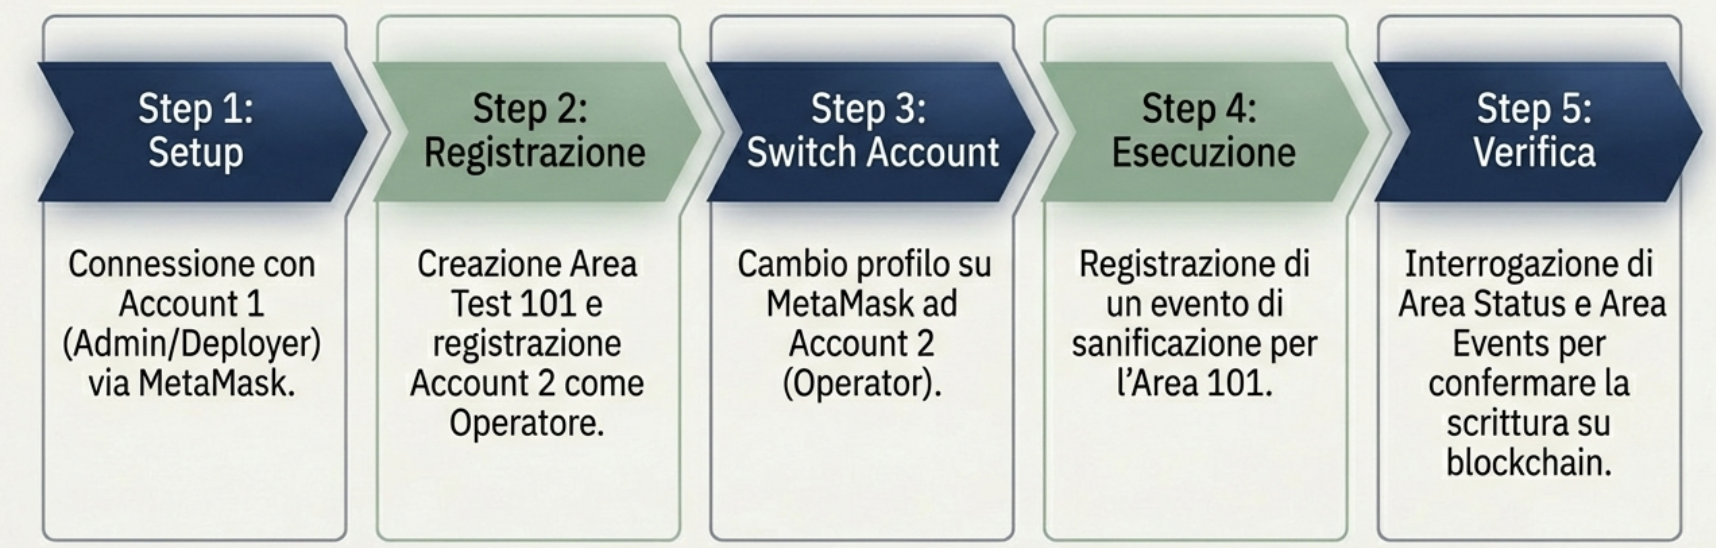 Step 1:
Setup
Connessione con
Account 1
(Admin/Deployer)
via MetaMask.
Step 2:
Registrazione
Creazione Area
Test 101 e
registrazione
Account 2 come
Operatore.
Step 3:
Switch Account
Cambio profilo su
MetaMask ad
Account 2
(Operator).
Step 4:
Esecuzione
Registrazione di
un evento di
sanificazione per
l'Area 101.
Step 5:
Verifica
Interrogazione di
Area Status e Area
Events per
confermare la
scrittura su
blockchain.